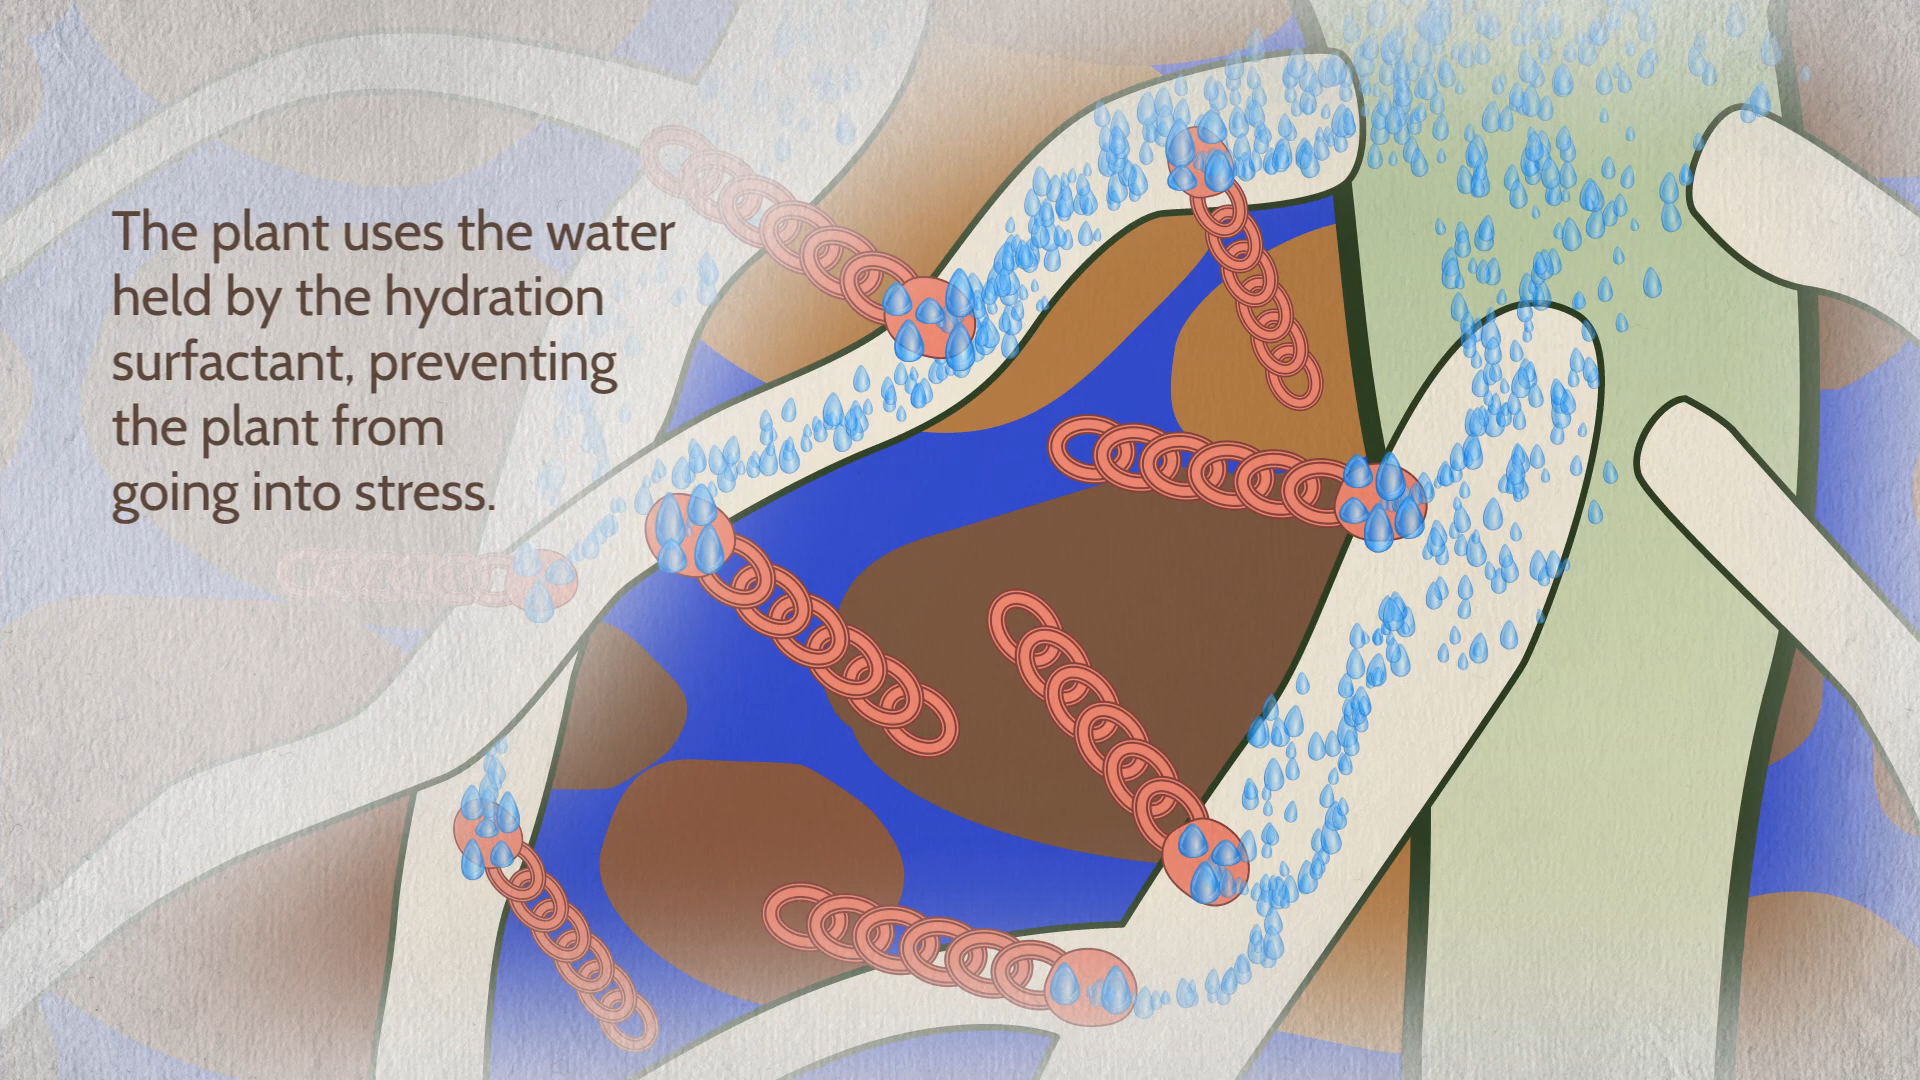 The plant uses the water
held by the hydration
surfactant, preventing
the plant from
going into stress.